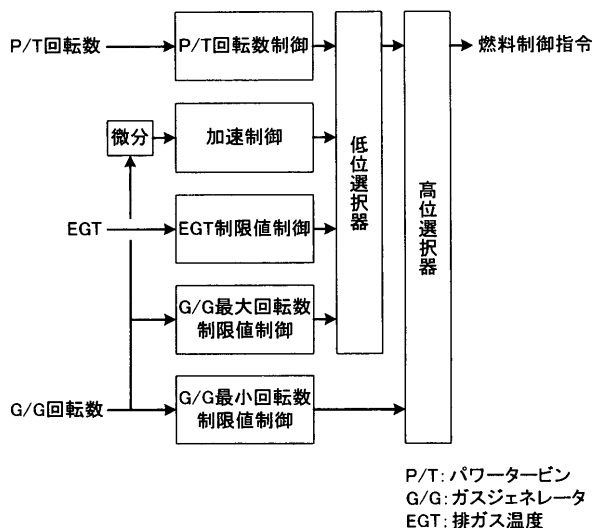 P/T回転数
P/T回転数制御
燃料制御指令
微分
加速制御
低位選択器
高位選択器
EGT
EGT制限値制御
G/G最大回転数
制限値制御
G/G回転数
G/G最小回転数
制限値制御
P/T:パワータービン
G/G:ガスジェネレータ
EGT:排ガス温度